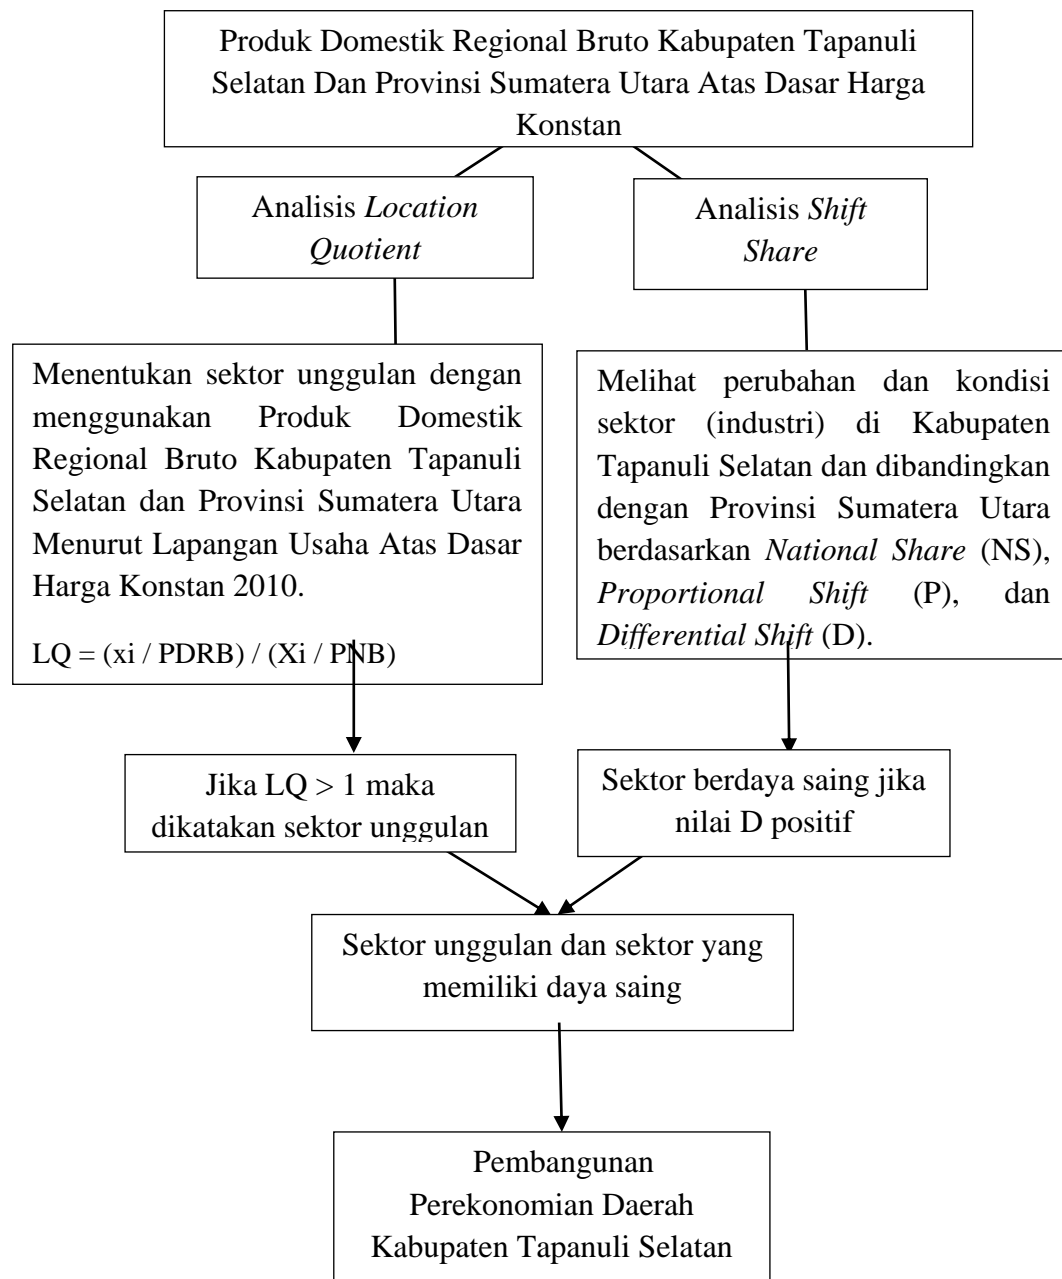 Produk Domestik Regional Bruto Kabupaten Tapanuli
Selatan Dan Provinsi Sumatera Utara Atas Dasar Harga
Konstan
Analisis Location
Quotient
Analisis Shift
Share
Menentukan sektor unggulan dengan
menggunakan Produk Domestik
Regional Bruto Kabupaten Tapanuli
Selatan dan Provinsi Sumatera Utara
Menurut Lapangan Usaha Atas Dasar
Harga Konstan 2010.
LQ = (xi / PDRB) / (Xi / PNB)
Melihat perubahan dan kondisi
sektor (industri) di Kabupaten
Tapanuli Selatan dan dibandingkan
dengan Provinsi Sumatera Utara
berdasarkan National Share (NS),
Proportional Shift (P), dan
Differential Shift (D).
Jika LQ > 1 maka
dikatakan sektor unggulan
Sektor berdaya saing jika
nilai D positif
Sektor unggulan dan sektor yang
memiliki daya saing
Pembangunan
Perekonomian Daerah
Kabupaten Tapanuli Selatan